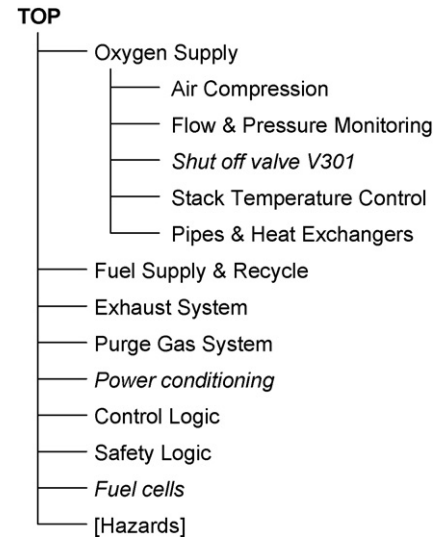 TOP
Oxygen Supply
Air Compression
Flow & Pressure Monitoring
Shut off valve V301
Stack Temperature Control
Pipes & Heat Exchangers
Fuel Supply & Recycle
Exhaust System
Purge Gas System
Power conditioning
Control Logic
Safety Logic
Fuel cells
[Hazards]